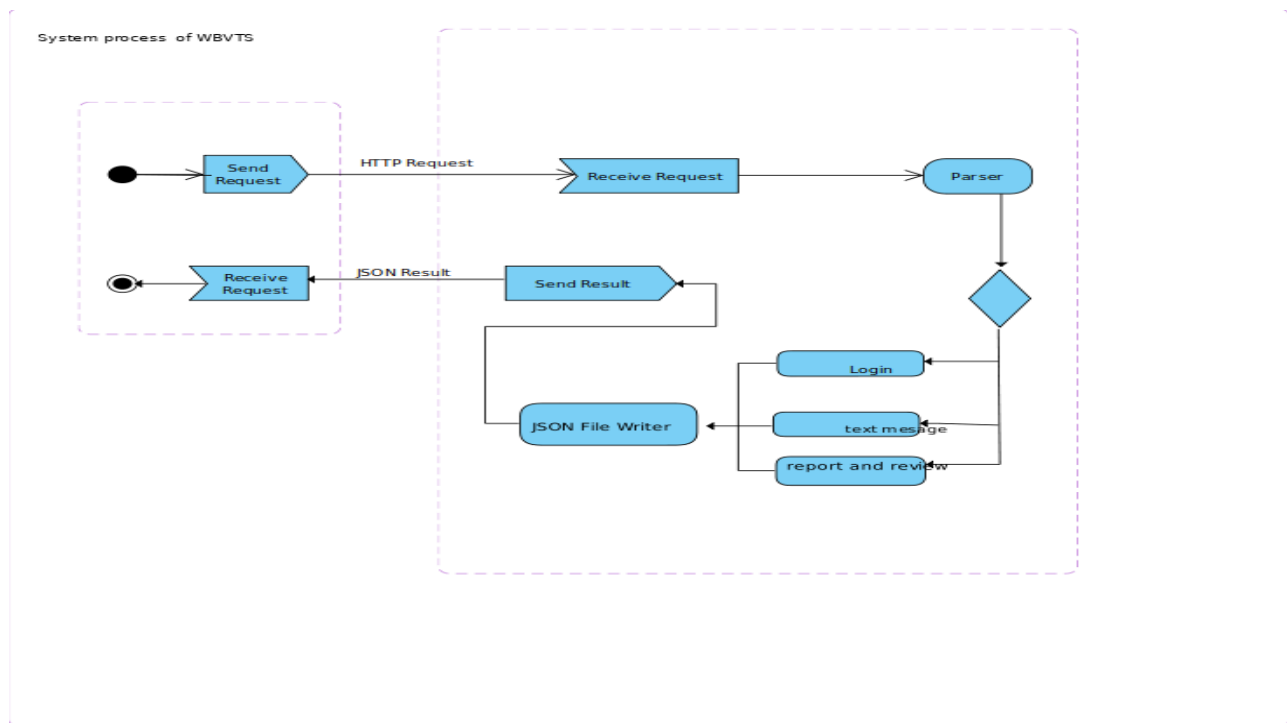 System process of WBVTS
Send
Request
HTTP Request
Receive Request
Parser
Receive
Request
JSON Result
Send Result
Login
JSON File Writer
text mesage
report and review